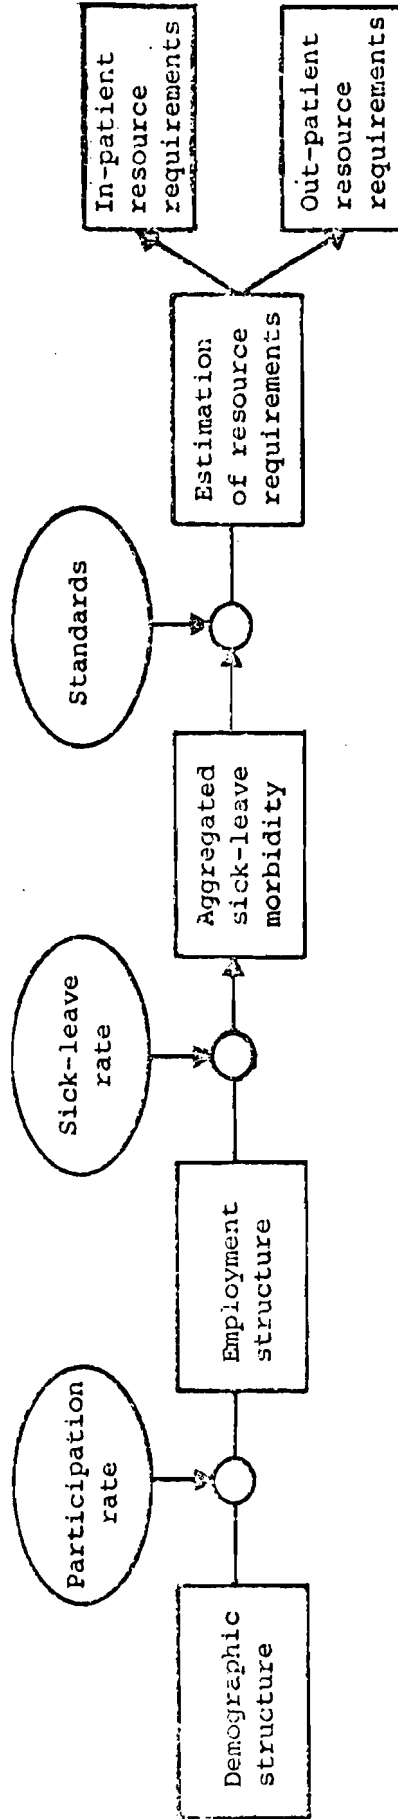 Demographic
structure
Participation
rate
Employment
structure
Sick-leave
rate
Aggregated
sick-leave
morbidity
Standards
Estimation
of resource
requirements
In-patient
resource
requirements
Out-patient
resource
requirements